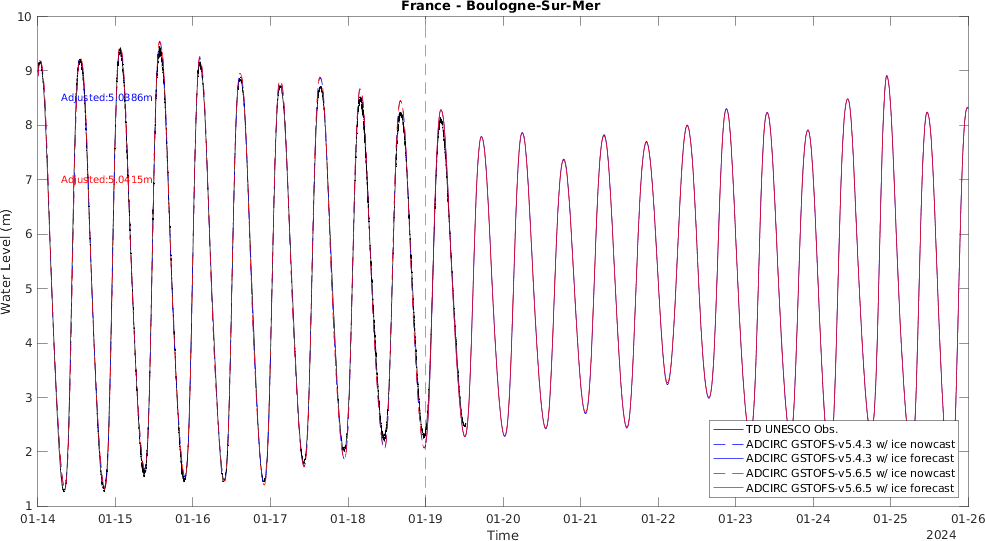 France - Boulogne-Sur-Mer
10
9
8
7
6
5
4
3
2
1
Water Level (m)
Adjusted:5.0386m
Adjusted:5.0415m
TD UNESCO Obs.
ADCIRC GSTOFS-v5.4.3 w/ ice nowcast
ADCIRC GSTOFS-v5.4.3 w/ ice forecast
ADCIRC GSTOFS-v5.6.5 w/ ice nowcast
ADCIRC GSTOFS-v5.6.5 w/ ice forecast
01-14 01-15 01-16 01-17 01-18 01-19 01-20 01-21 01-22 01-23 01-24 01-25 01-26
Time
2024